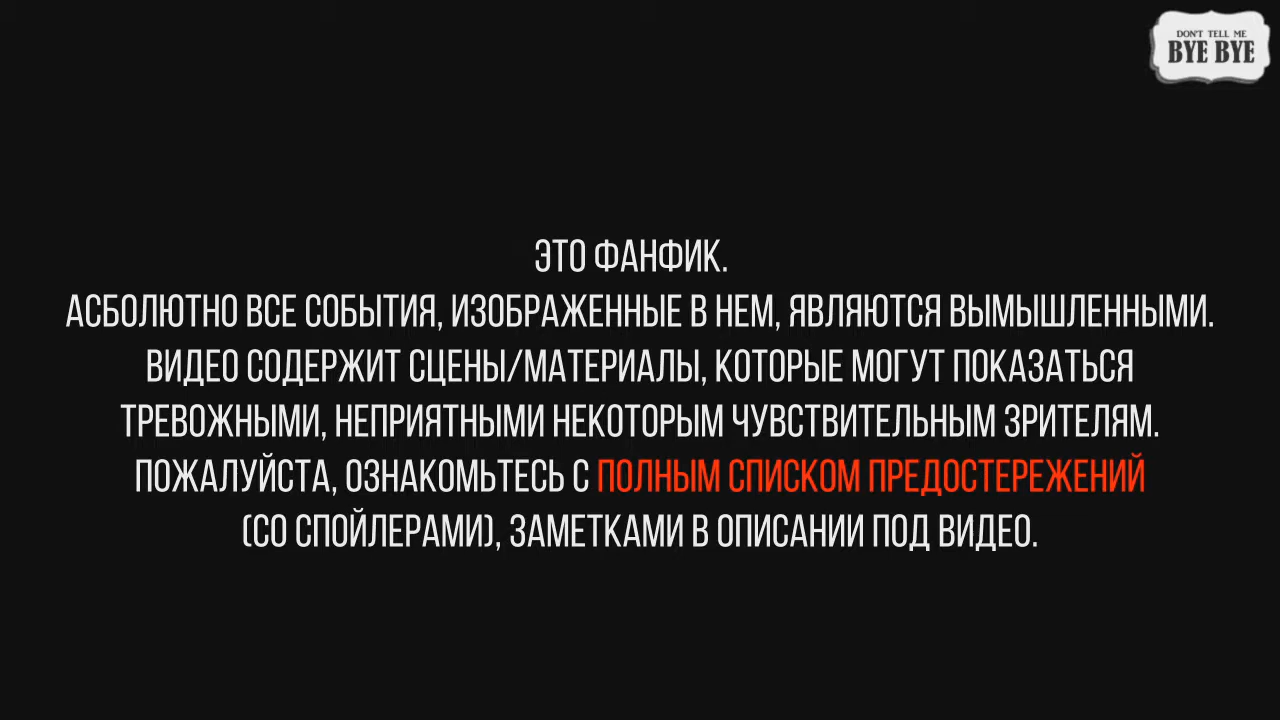 DON'T TELL ME
BYE BYE
ЭТО ФАНФИК.
АСБОЛЮТНО ВСЕ СОБЫТИЯ, ИЗОБРАЖЕННЫЕ В НЕМ, ЯВЛЯЮТСЯ ВЫМЫШЛЕННЫМИ.
ВИДЕО СОДЕРЖИТ СЦЕНЫ/МАТЕРИАЛЫ, КОТОРЫЕ МОГУТ ПОКАЗАТЬСЯ
ТРЕВОЖНЫМИ, НЕПРИЯТНЫМИ НЕКОТОРЫМ ЧУВСТВИТЕЛЬНЫМ ЗРИТЕЛЯМ.
ПОЖАЛУЙСТА, ОЗНАКОМЬТЕСЬ С ПОЛНЫМ СПИСКОМ ПРЕДОСТЕРЕЖЕНИЙ
(СО СПОЙЛЕРАМИ), ЗАМЕТКАМИ В ОПИСАНИИ ПОД ВИДЕО.